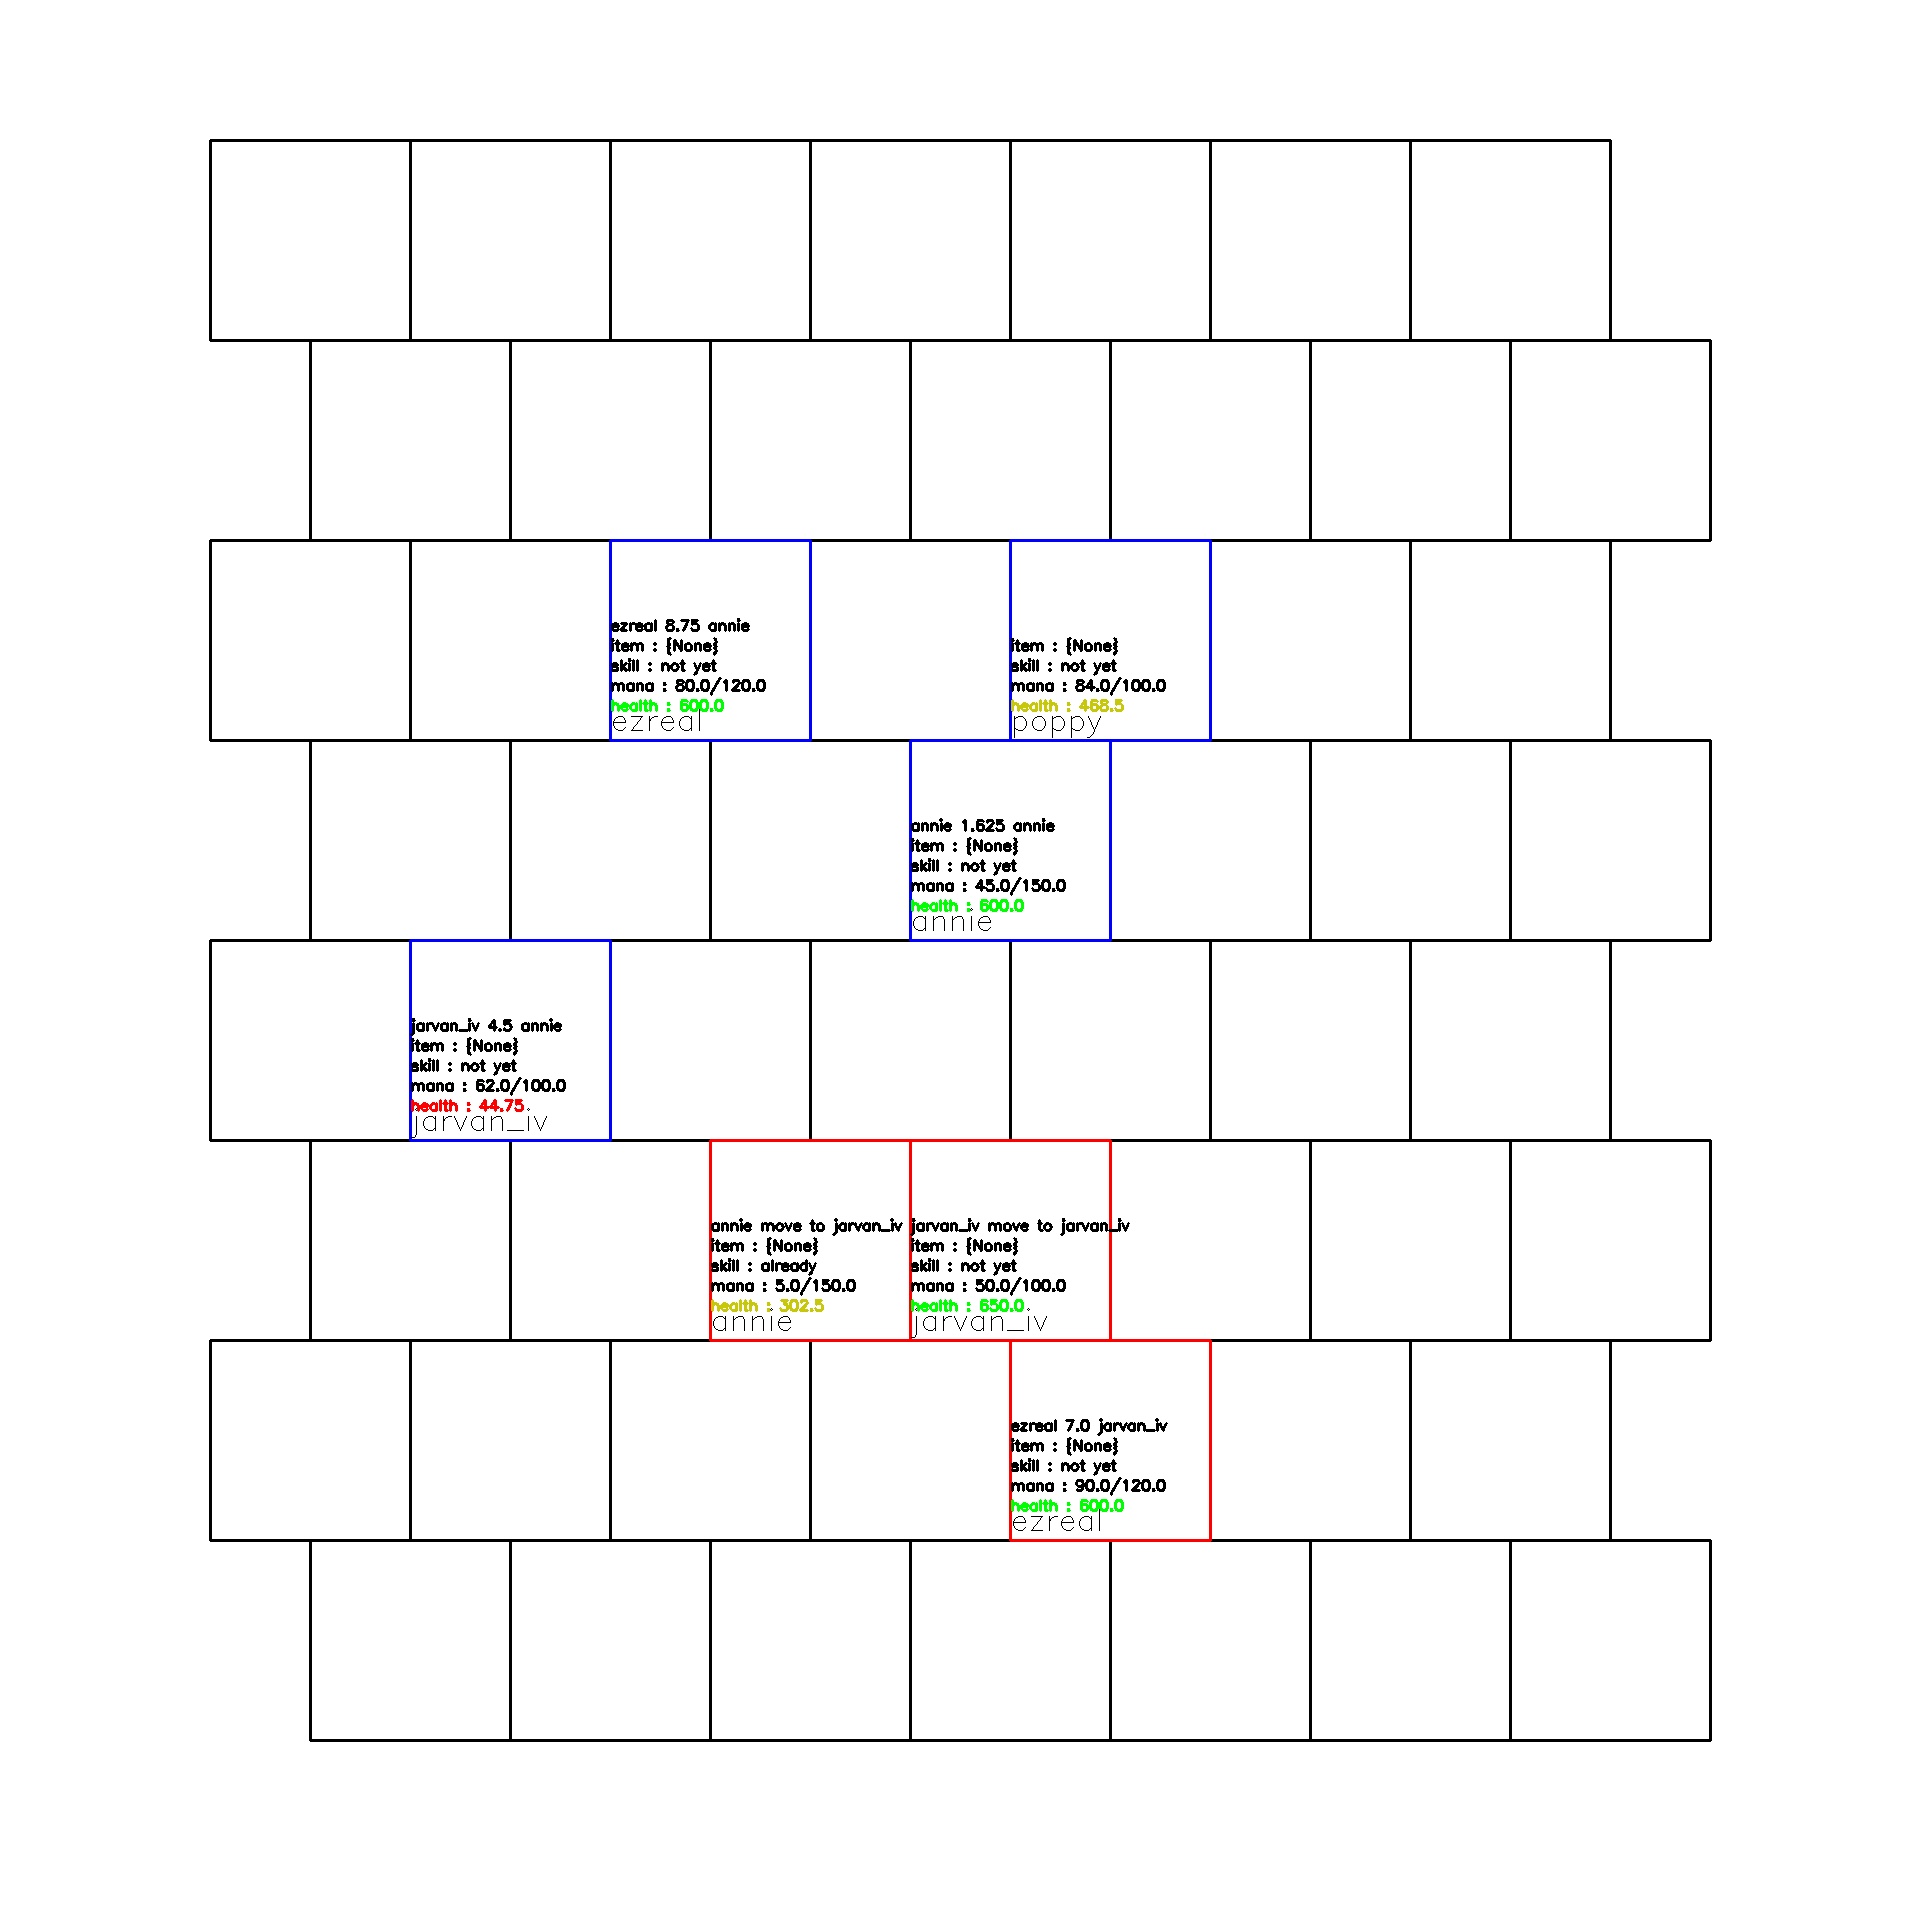 ezreal 8.75 annie
item : {None}
skill : not yet
mana : 80.0/120.0
health : 600.0
ezreal
item : {None}
skill : not yet
mana : 84.0/100.0
health : 468.5
poppy
annie 1.625 annie
item : {None}
skill : not yet
mana : 45.0/150.0
health : 600.0
annie
jarvan_iv 4.5 annie
item : {None}
skill : not yet
mana : 62.0/100.0
health : 44.75
jarvan_iv
annie move to jarvan_iv
item : {None}
skill : already
mana : 5.0/150.0
health : 302.5
annie
jarvan_iv move to jarvan_iv
item : {None}
skill : not yet
mana : 50.0/100.0
health : 650.0
jarvan_iv
ezreal 7.0 jarvan_iv
item : {None}
skill : not yet
mana : 90.0/120.0
health : 600.0
ezreal